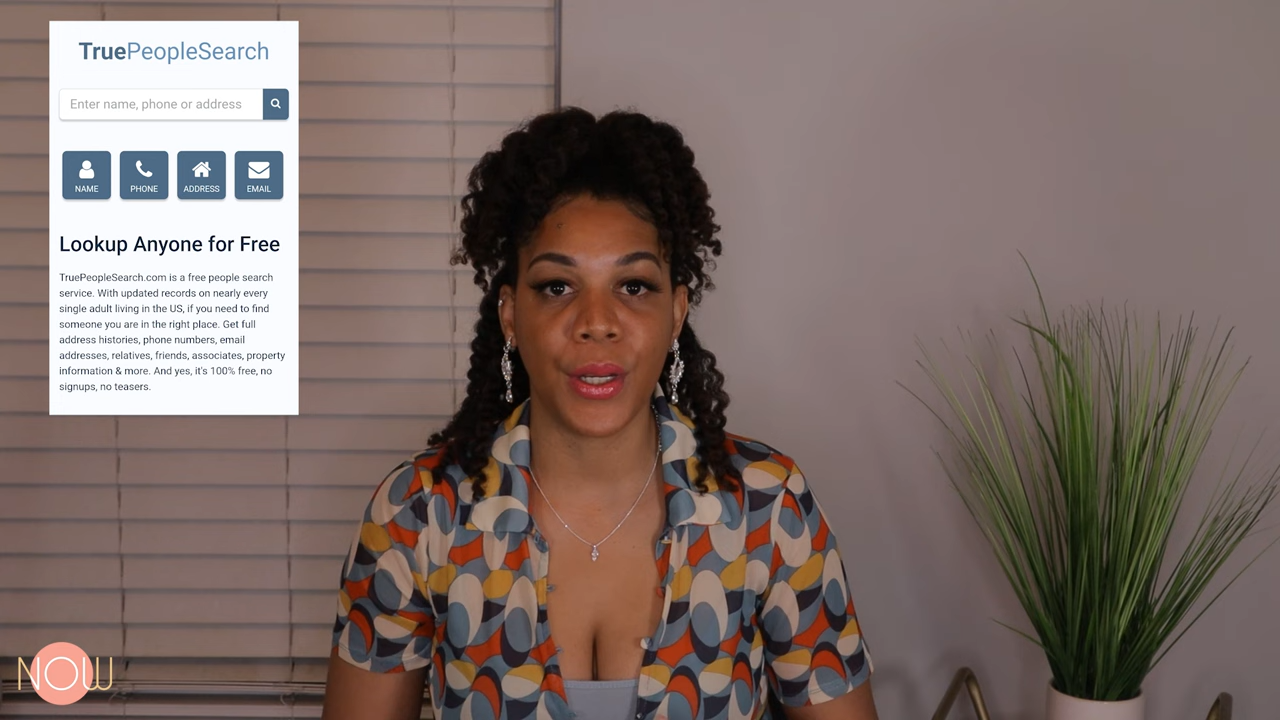 TruePeopleSearch
Enter name, phone or address
NAME
PHONE
ADDRESS
EMAIL
Lookup Anyone for Free
TruePeopleSearch.com is a free people search
service. With updated records on nearly every
single adult living in the US, if you need to find
someone you are in the right place. Get full
address histories, phone numbers, email
addresses, relatives, friends, associates, property
information & more. And yes, it's 100% free, no
signups, no teasers.
NOW